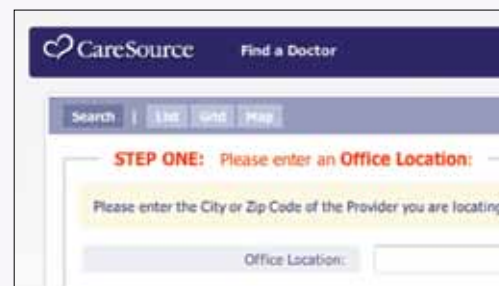 CareSource Find a Doctor
Search | List Grid Map
STEP ONE: Please enter an Office Location:
Please enter the City or Zip Code of the Provider you are locating
Office Location: